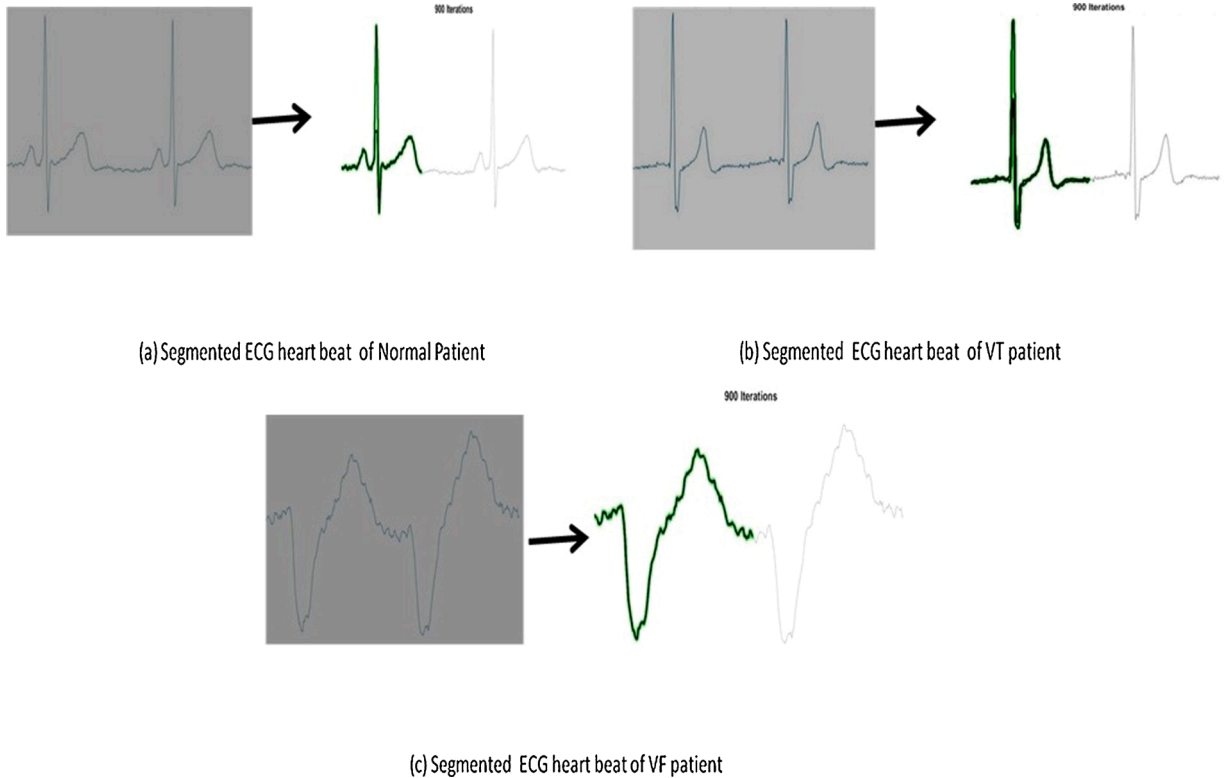 900 Iterations
900 Iterations
(a) Segmented ECG heart beat of Normal Patient
(b) Segmented ECG heart beat of VT patient
900 Iterations
(c) Segmented ECG heart beat of VF patient